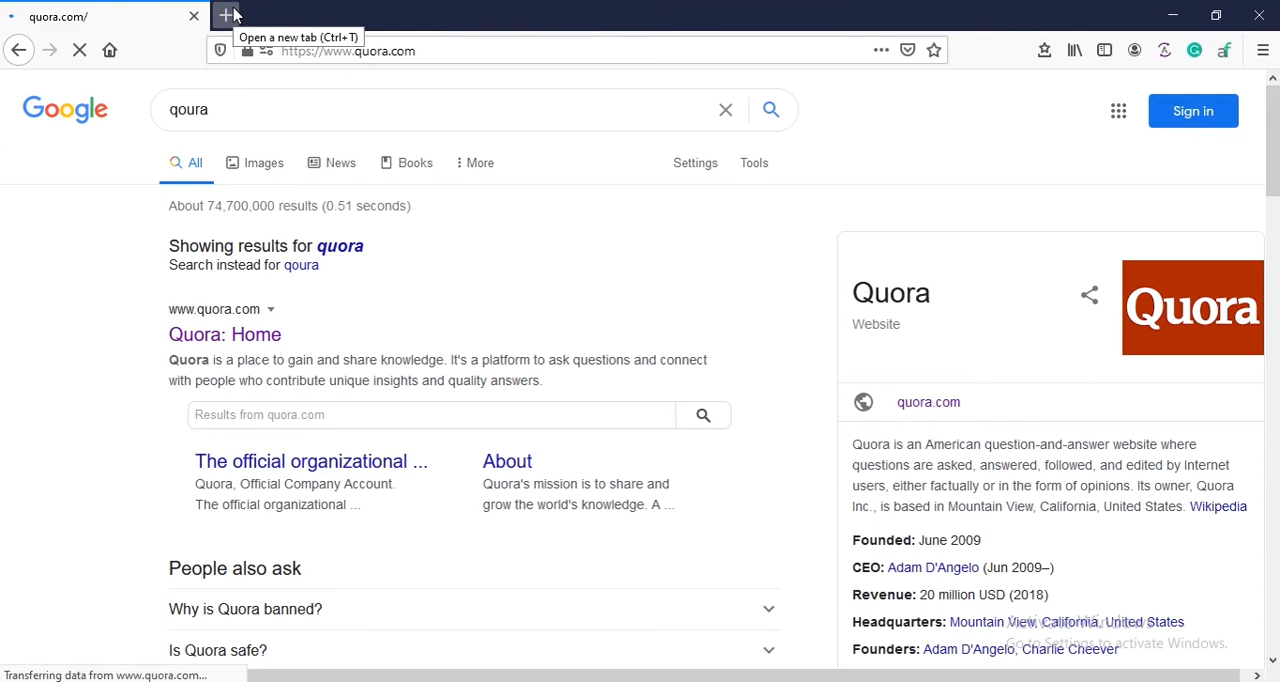 quora.com/
Open a new tab (Ctrl+T)
https://www.quora.com
Google
qoura
Sign in
All Images News Books More Settings Tools
About 74,700,000 results (0.51 seconds)
Showing results for quora
Search instead for qoura
www.quora.com
Quora: Home
Quora is a place to gain and share knowledge. It's a platform to ask questions and connect
with people who contribute unique insights and quality answers.
Results from quora.com
The official organizational ...
Quora, Official Company Account.
The official organizational ...
About
Quora's mission is to share and
grow the world's knowledge. A ...
People also ask
Why is Quora banned?
Is Quora safe?
Quora
Website
Quora
quora.com
Quora is an American question-and-answer website where
questions are asked, answered, followed, and edited by Internet
users, either factually or in the form of opinions. Its owner, Quora
Inc., is based in Mountain View, California, United States. Wikipedia
Founded: June 2009
CEO: Adam D'Angelo (Jun 2009–)
Revenue: 20 million USD (2018)
Headquarters: Mountain View, California, United States
Founders: Adam D'Angelo, Charlie Cheever
Activate Windows
Go to Settings to activate Windows.
Transferring data from www.quora.com...